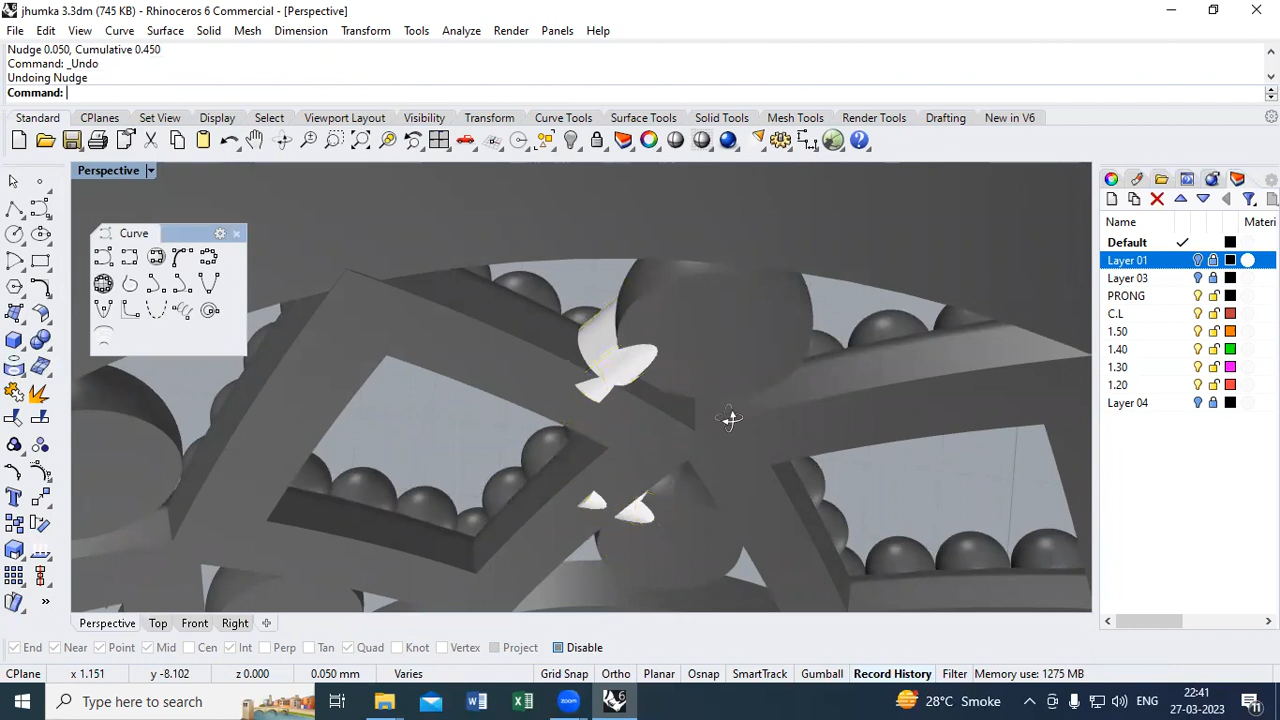 jhumka 3.3dm (745 KB) - Rhinoceros 6 Commercial - [Perspective]
File Edit View Curve Surface Solid Mesh Dimension Transform Tools Analyze Render Panels Help
Nudge 0.050, Cumulative 0.450
Command: _Undo
Undoing Nudge
Command:
Standard CPlanes Set View Display Select Viewport Layout Visibility Transform Curve Tools Surface Tools Solid Tools Mesh Tools Render Tools Drafting New in V6
Perspective
Curve
Name Materi
Default
Layer 01
Layer 03
PRONG
C.L
1.50
1.40
1.30
1.20
Layer 04
Perspective Top Front Right
End Near Point Mid Cen Int Perp Tan Quad Knot Vertex Project Disable
CPlane x 1.151 y -8.102 z 0.000 0.050 mm Varies Grid Snap Ortho Planar Osnap SmartTrack Gumball Record History Filter Memory use: 1275 MB
Type here to search
zoom
28°C Smoke
ENG
22:41
27-03-2023
11